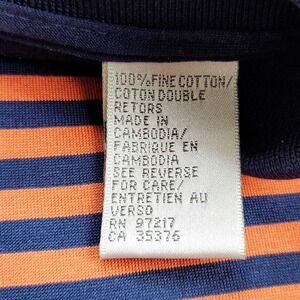 100% FINE COTTON/
COTON DOUBLE
RETORS
MADE IN
CAMBODIA/
FABRIQUE EN
CAMBODIA
SEE REVERSE
FOR CARE/
ENTRETIEN AU
VERSO
RN 97217
CA 35376